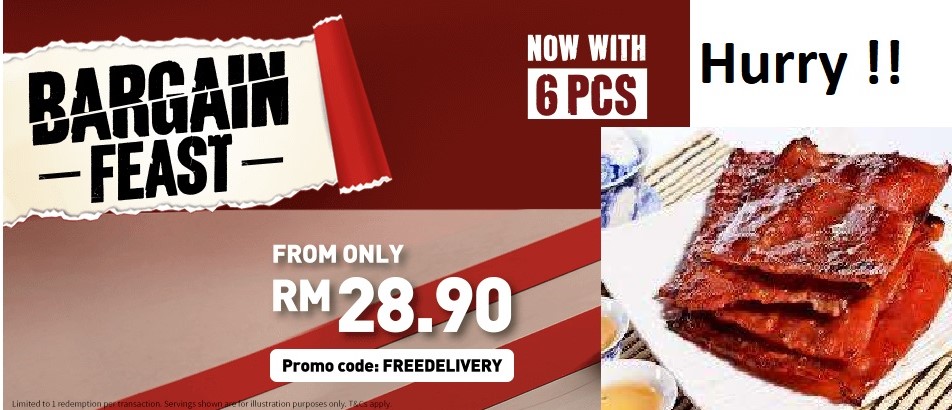 BARGAIN
FEAST
NOW WITH
6 PCS
Hurry !!
FROM ONLY
RM 28.90
Promo code: FREEDELIVERY
Limited to 1 redemption per transaction. Servings shown are for illustration purposes only. T&Cs apply.